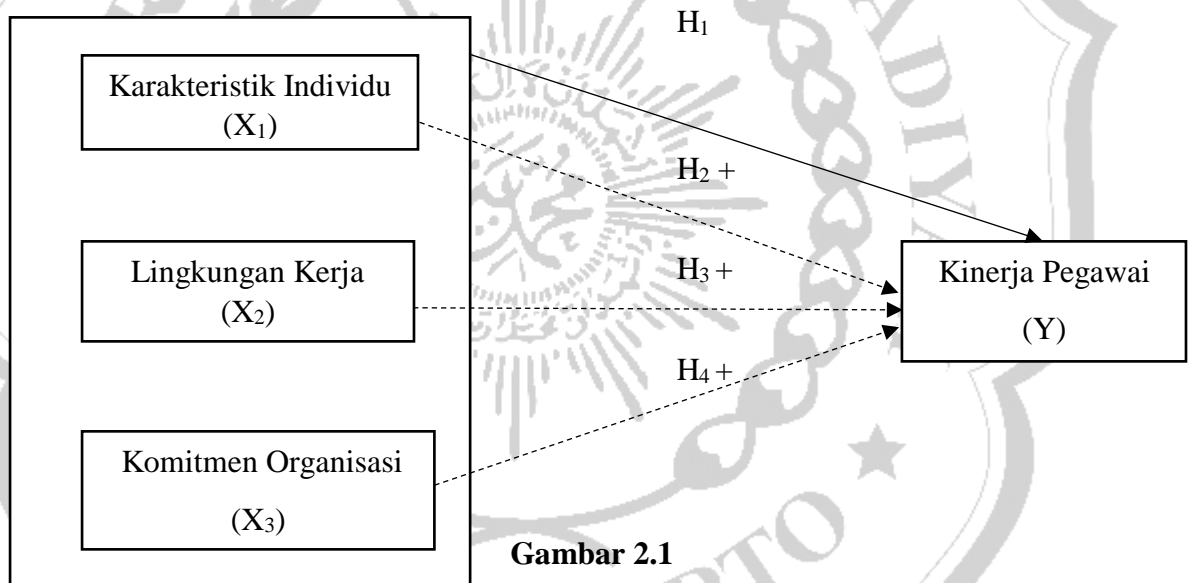 H₁
Karakteristik Individu
(X₁)
H₂ +
Lingkungan Kerja
(X₂)
H₃ +
Kinerja Pegawai
(Y)
H₄ +
Komitmen Organisasi
(X₃)
Gambar 2.1